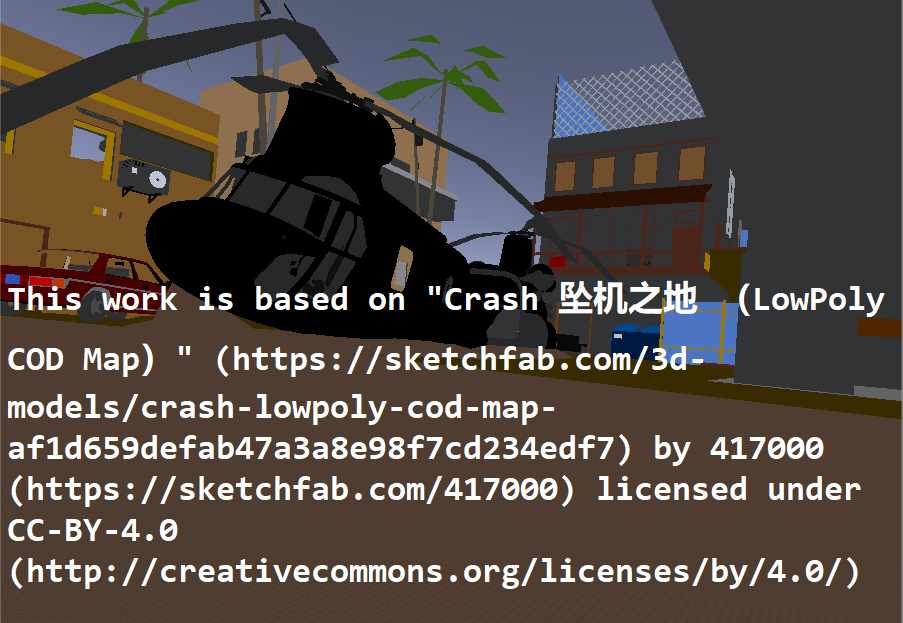 This work is based on "Crash 坠机之地 (LowPoly
COD Map) " (https://sketchfab.com/3d-
models/crash-lowpoly-cod-map-
af1d659defab47a3a8e98f7cd234edf7) by 417000
(https://sketchfab.com/417000) licensed under
CC-BY-4.0
(http://creativecommons.org/licenses/by/4.0/)